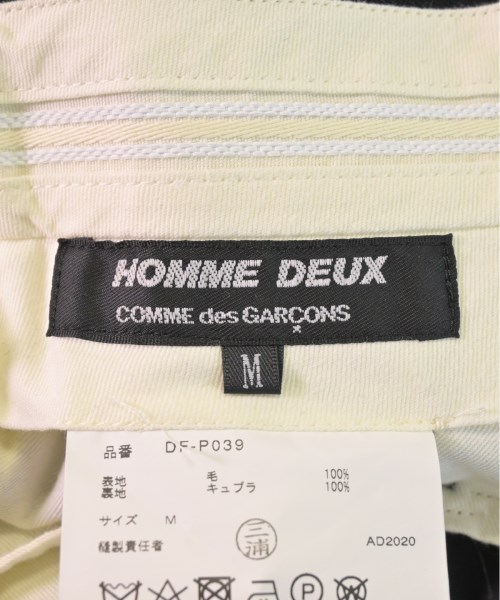 HOMME DEUX
COMME des GARÇONS
M
品番 DF-P039
表地 毛 100%
裏地 キュプラ 100%
サイズ M
縫製責任者 三浦 AD2020